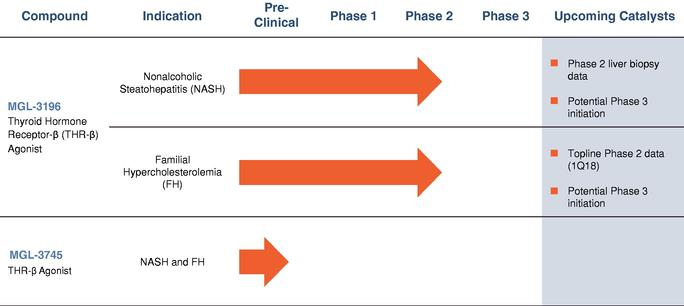 Compound
Indication
Pre-
Clinical
Phase 1
Phase 2
Phase 3
Upcoming Catalysts
MGL-3196
Thyroid Hormone
Receptor-β (THR-β)
Agonist
Nonalcoholic
Steatohepatitis (NASH)
Phase 2 liver biopsy
data
Potential Phase 3
initiation
Familial
Hypercholesterolemia
(FH)
Topline Phase 2 data
(1Q18)
Potential Phase 3
initiation
MGL-3745
THR-β Agonist
NASH and FH